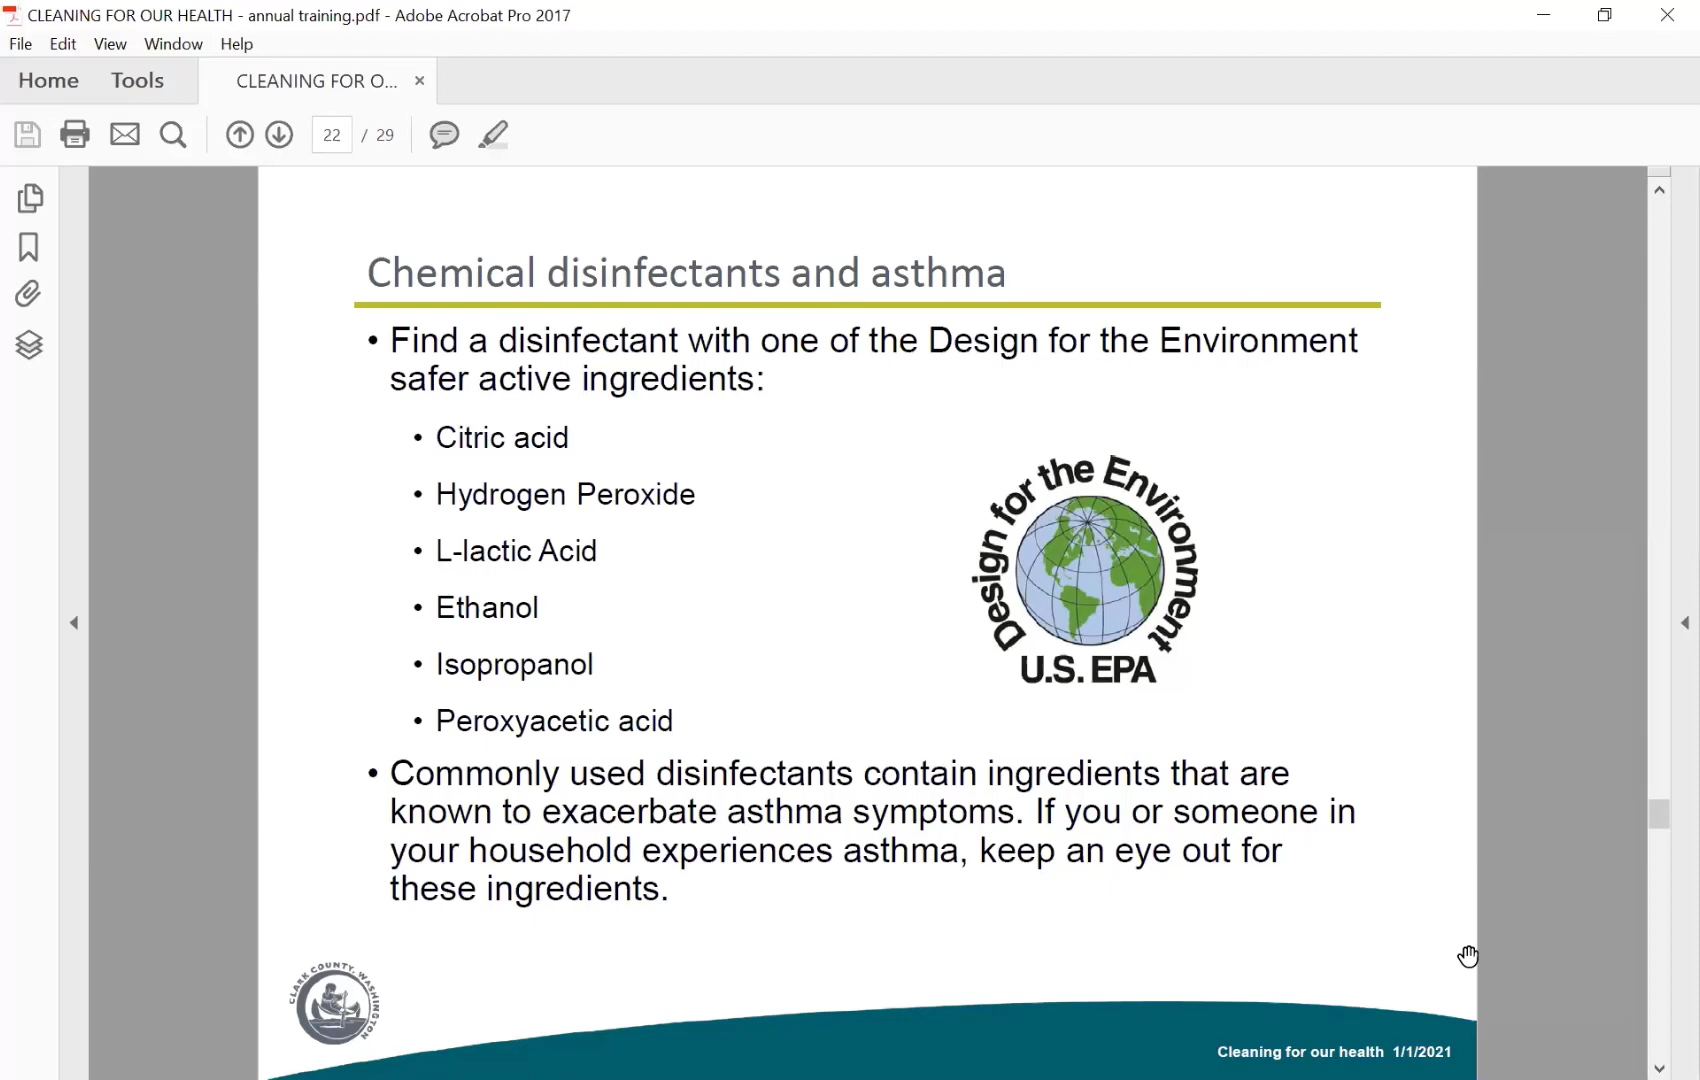 CLEANING FOR OUR HEALTH - annual training.pdf - Adobe Acrobat Pro 2017
File Edit View Window Help
Home Tools CLEANING FOR O... ×
22 / 29
Chemical disinfectants and asthma
• Find a disinfectant with one of the Design for the Environment
safer active ingredients:
• Citric acid
• Hydrogen Peroxide
• L-lactic Acid
• Ethanol
• Isopropanol
• Peroxyacetic acid
Design for the Environment
U.S. EPA
• Commonly used disinfectants contain ingredients that are
known to exacerbate asthma symptoms. If you or someone in
your household experiences asthma, keep an eye out for
these ingredients.
CLARK COUNTY, WASHINGTON
Cleaning for our health 1/1/2021